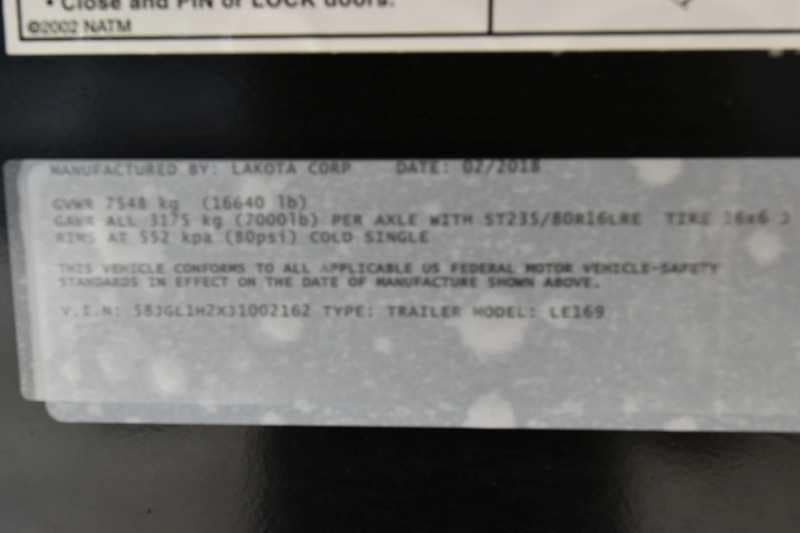 • Close and PIN or LOCK doors.
©2002 NATM
MANUFACTURED BY: LAKOTA CORP DATE: 02/2018
GVWR 7548 kg (16640 lb)
GAWR ALL 3175 kg (7000lb) PER AXLE WITH ST235/80R16LRE TIRE 16x6 J
RIMS AT 552 kpa (80psi) COLD SINGLE
THIS VEHICLE CONFORMS TO ALL APPLICABLE US FEDERAL MOTOR VEHICLE-SAFETY
STANDARDS IN EFFECT ON THE DATE OF MANUFACTURE SHOWN ABOVE.
V.I.N: 58JGL1H2XJ1002162 TYPE: TRAILER MODEL: LE169